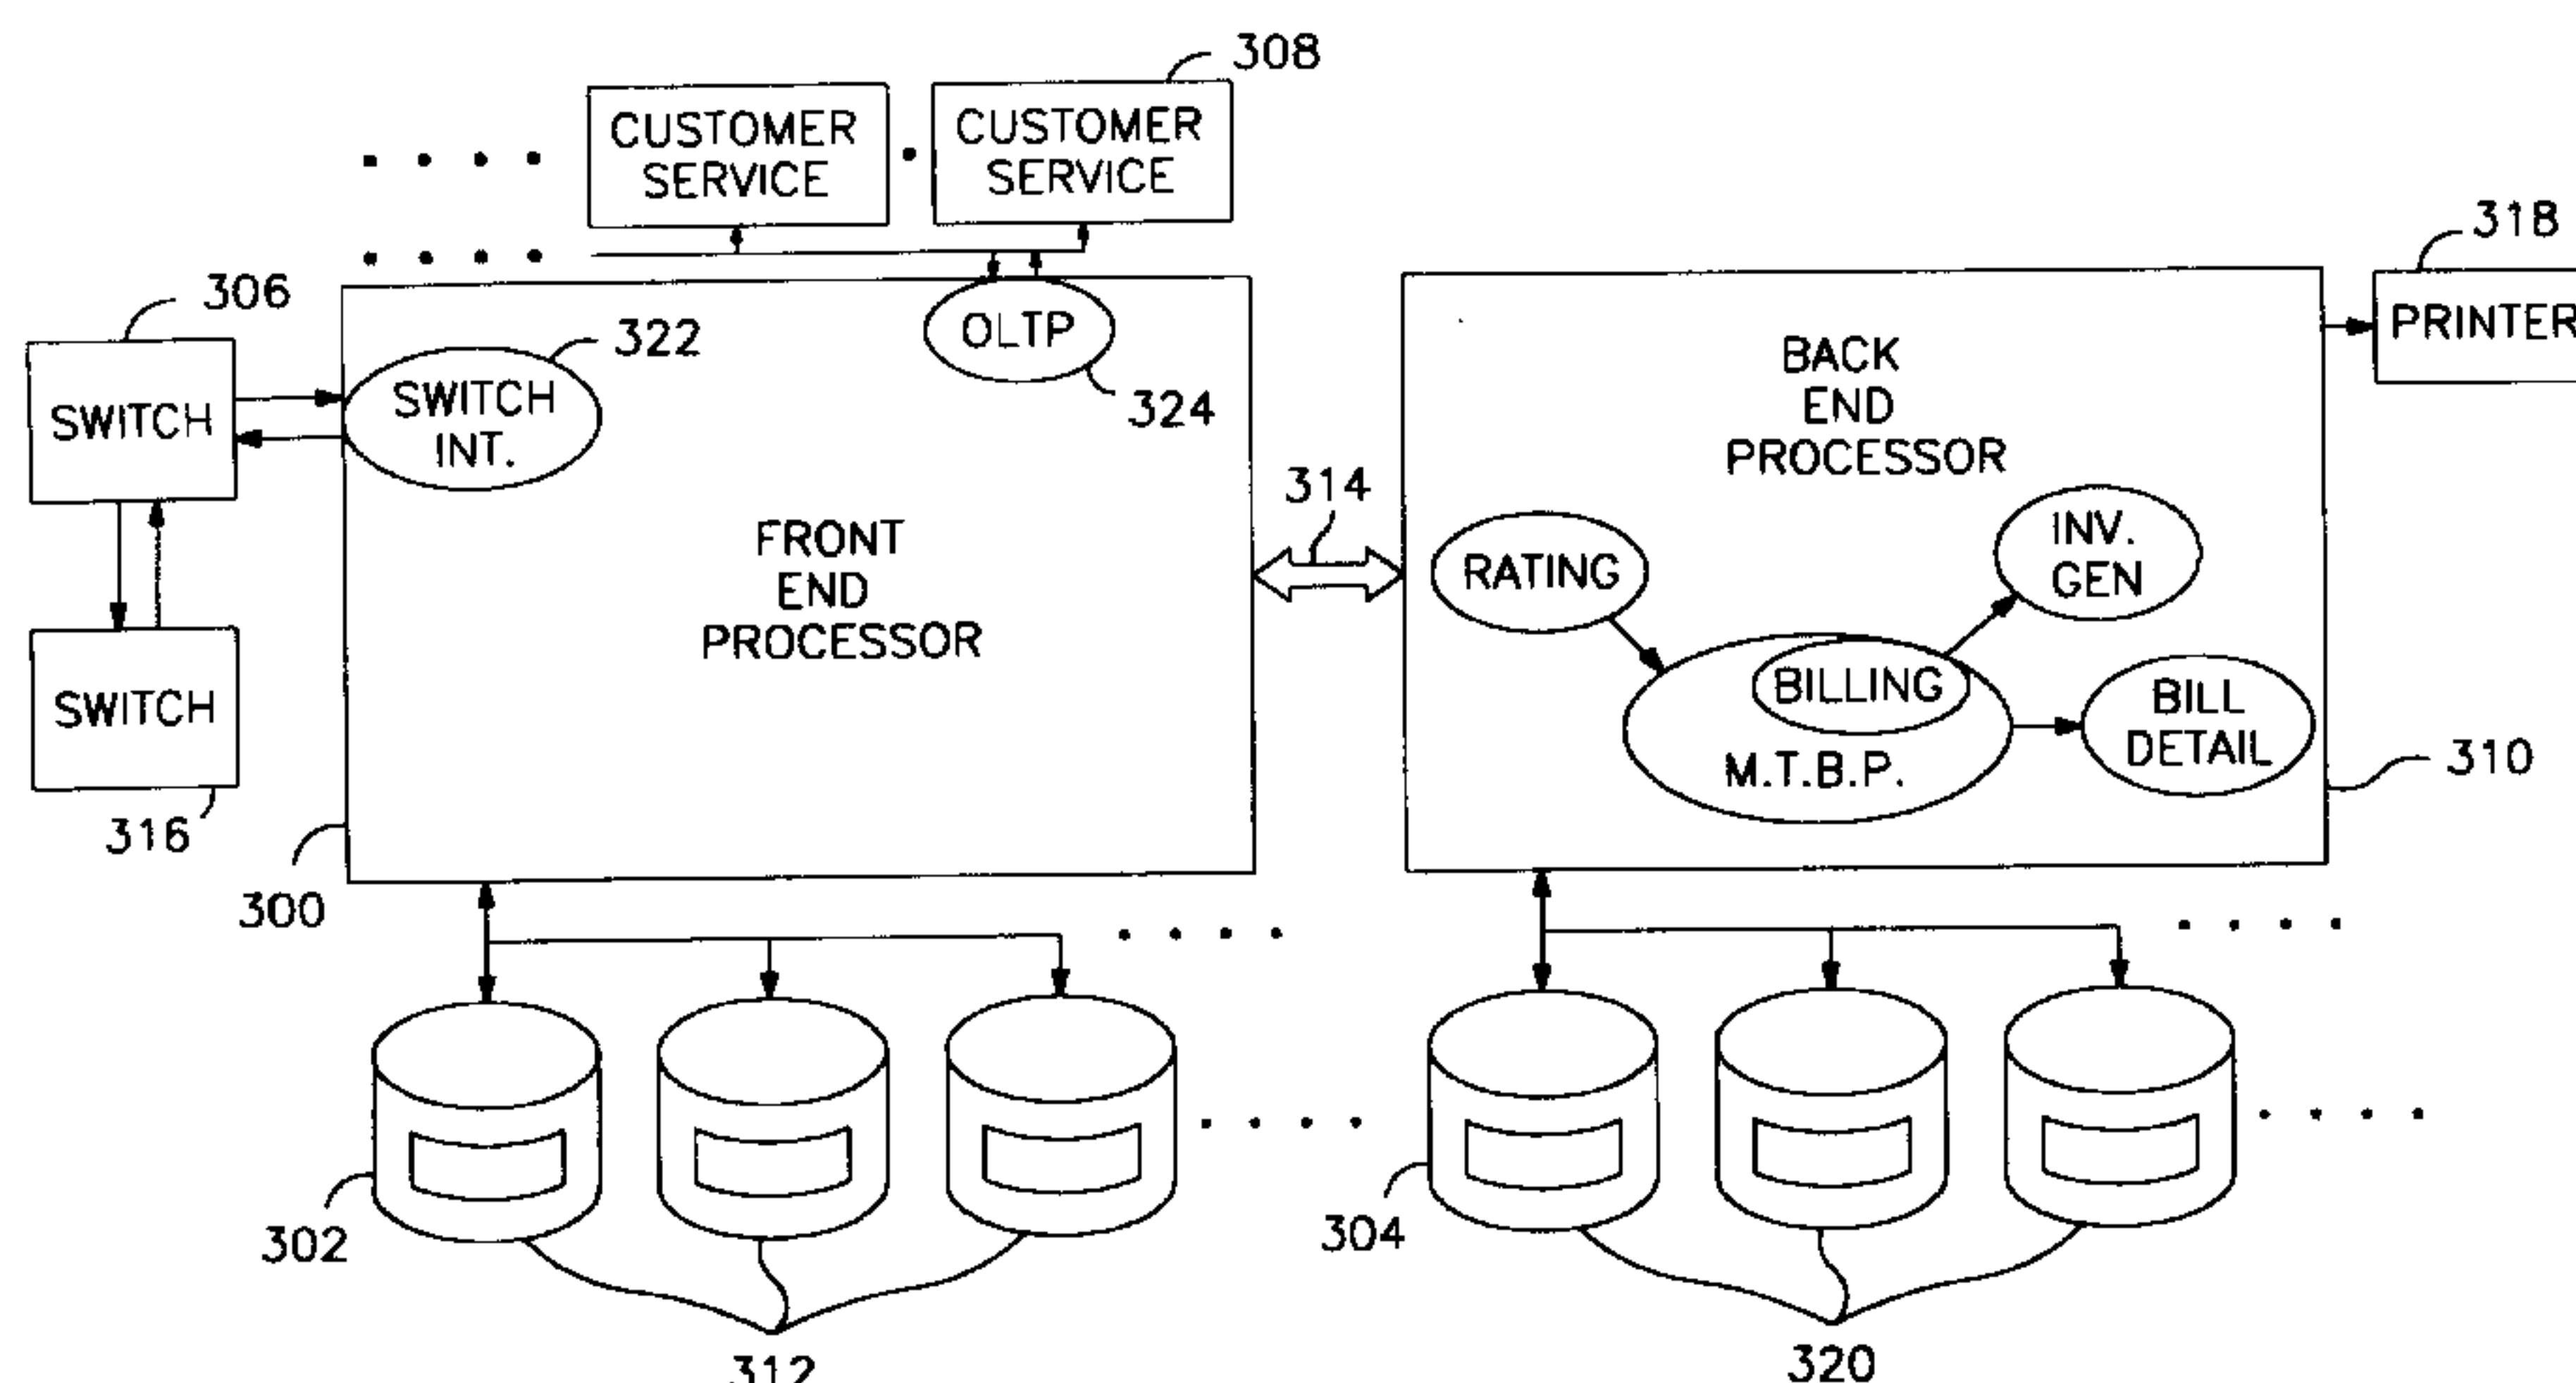 308
CUSTOMER
SERVICE
CUSTOMER
SERVICE
318
PRINTER
306
SWITCH
322
SWITCH
INT.
OLTP
324
FRONT
END
PROCESSOR
314
BACK
END
PROCESSOR
RATING
INV.
GEN
BILLING
M.T.B.P.
BILL
DETAIL
310
SWITCH
316
300
302
304
312
320